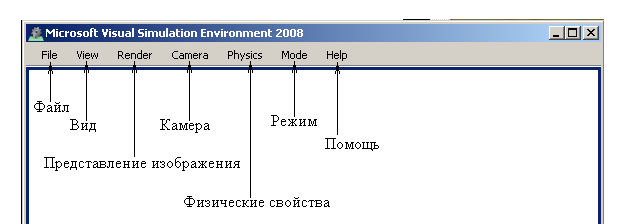 Microsoft Visual Simulation Environment 2008
File View Render Camera Physics Mode Help
Файл
Вид
Камера
Режим
Помощь
Представление изображения
Физические свойства